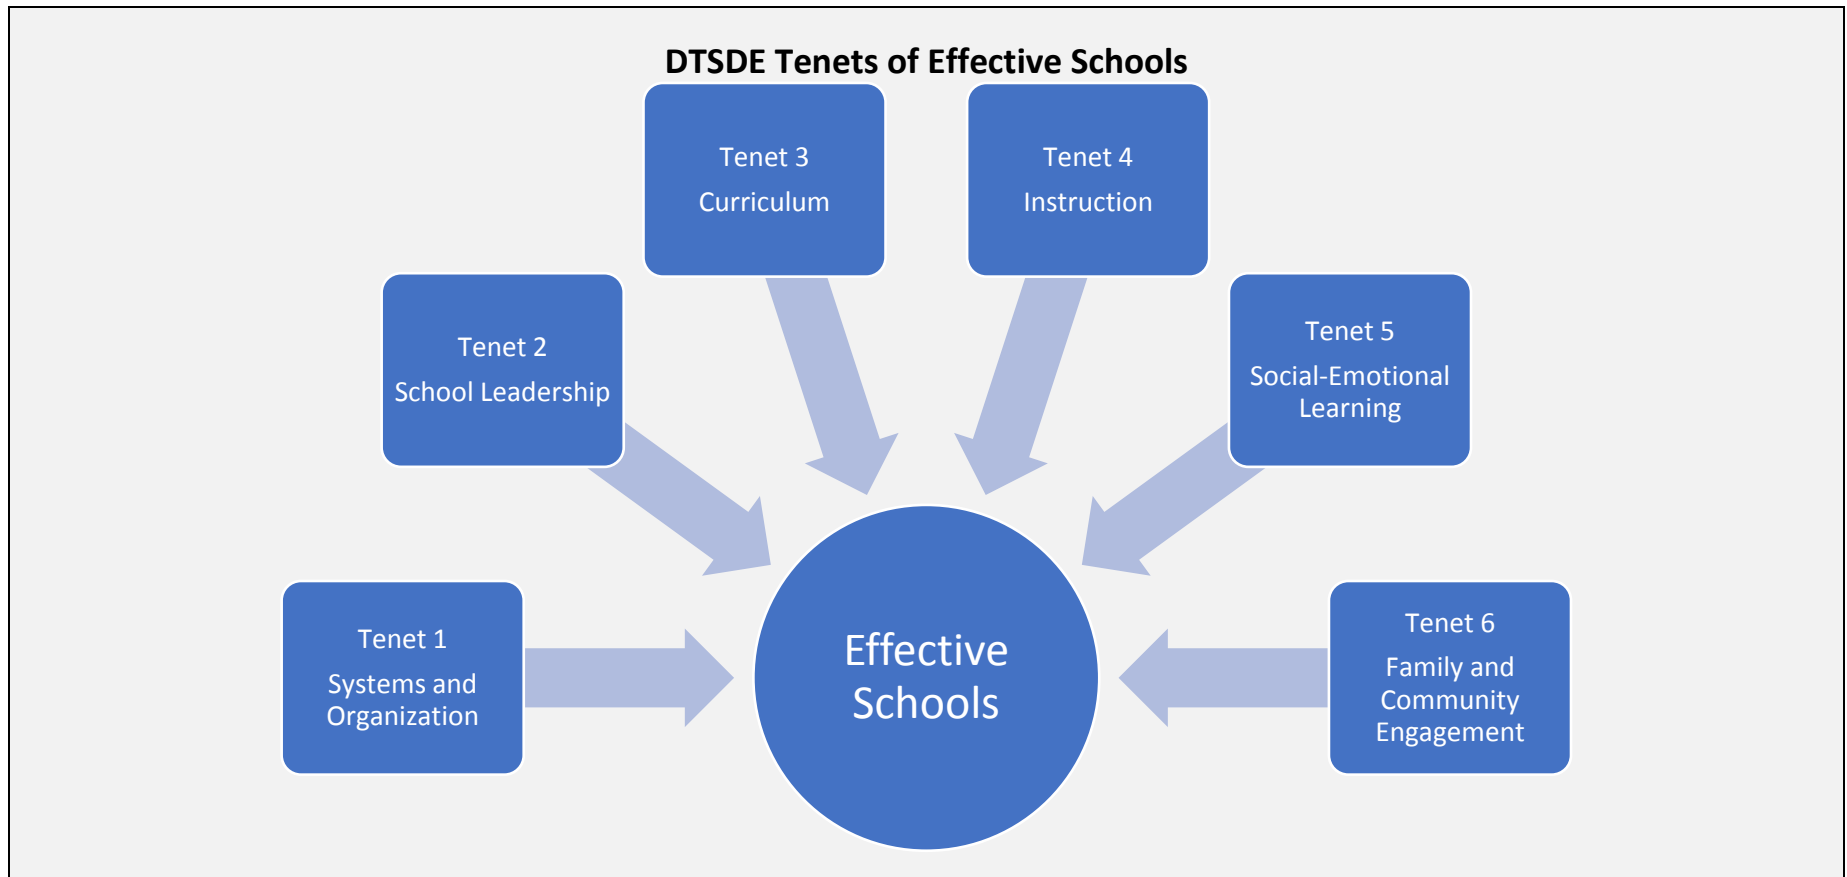 DTSDE Tenets of Effective Schools
Tenet 1
Systems and
Organization
Tenet 2
School Leadership
Tenet 3
Curriculum
Tenet 4
Instruction
Tenet 5
Social-Emotional
Learning
Tenet 6
Family and
Community
Engagement
Effective
Schools